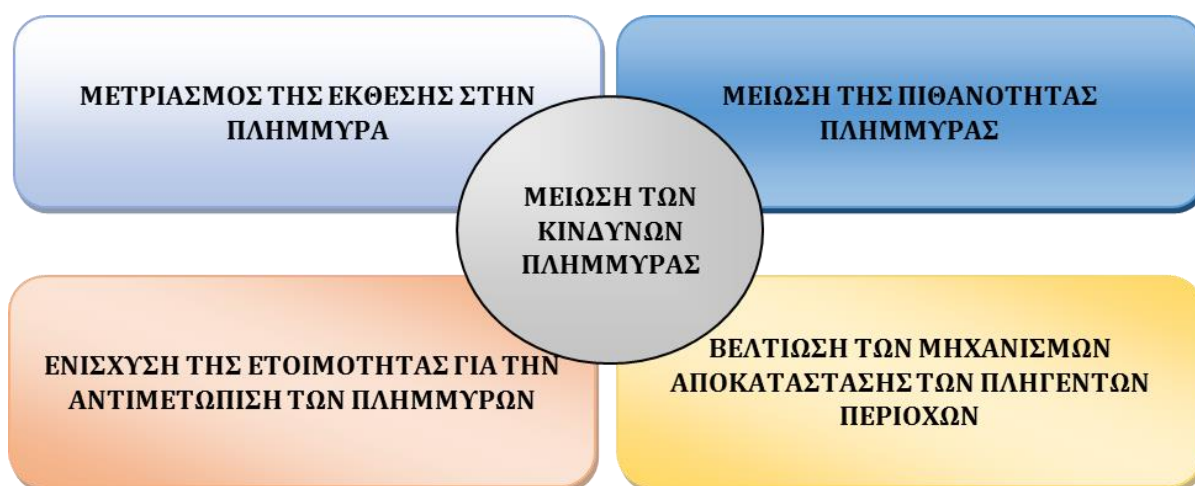 ΜΕΤΡΙΑΣΜΟΣ ΤΗΣ ΕΚΘΕΣΗΣ ΣΤΗΝ
ΠΛΗΜΜΥΡΑ
ΜΕΙΩΣΗ ΤΗΣ ΠΙΘΑΝΟΤΗΤΑΣ
ΠΛΗΜΜΥΡΑΣ
ΜΕΙΩΣΗ ΤΩΝ
ΚΙΝΔΥΝΩΝ
ΠΛΗΜΜΥΡΑΣ
ΕΝΙΣΧΥΣΗ ΤΗΣ ΕΤΟΙΜΟΤΗΤΑΣ ΓΙΑ ΤΗΝ
ΑΝΤΙΜΕΤΩΠΙΣΗ ΤΩΝ ΠΛΗΜΜΥΡΩΝ
ΒΕΛΤΙΩΣΗ ΤΩΝ ΜΗΧΑΝΙΣΜΩΝ
ΑΠΟΚΑΤΑΣΤΑΣΗΣ ΤΩΝ ΠΛΗΓΕΝΤΩΝ
ΠΕΡΙΟΧΩΝ